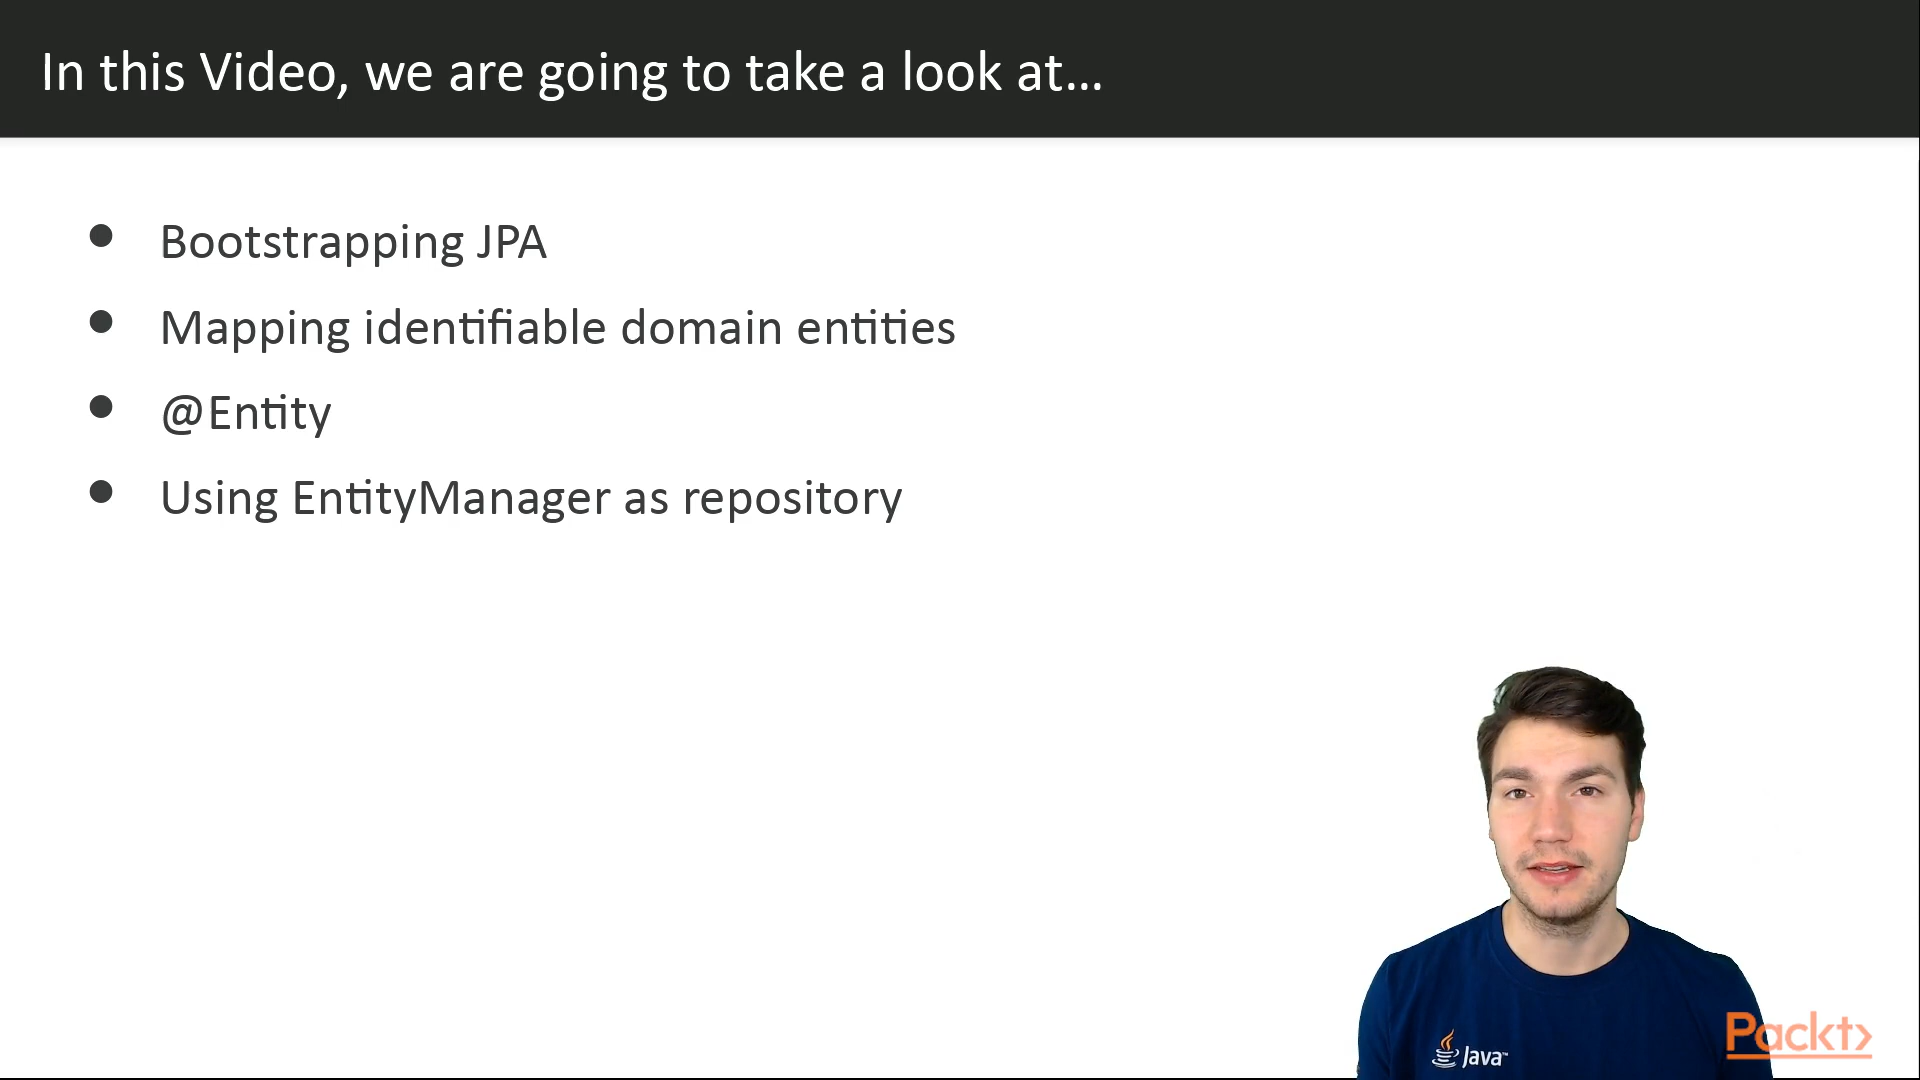 In this Video, we are going to take a look at...
● Bootstrapping JPA
● Mapping identifiable domain entities
● @Entity
● Using EntityManager as repository
Java™
Packt>